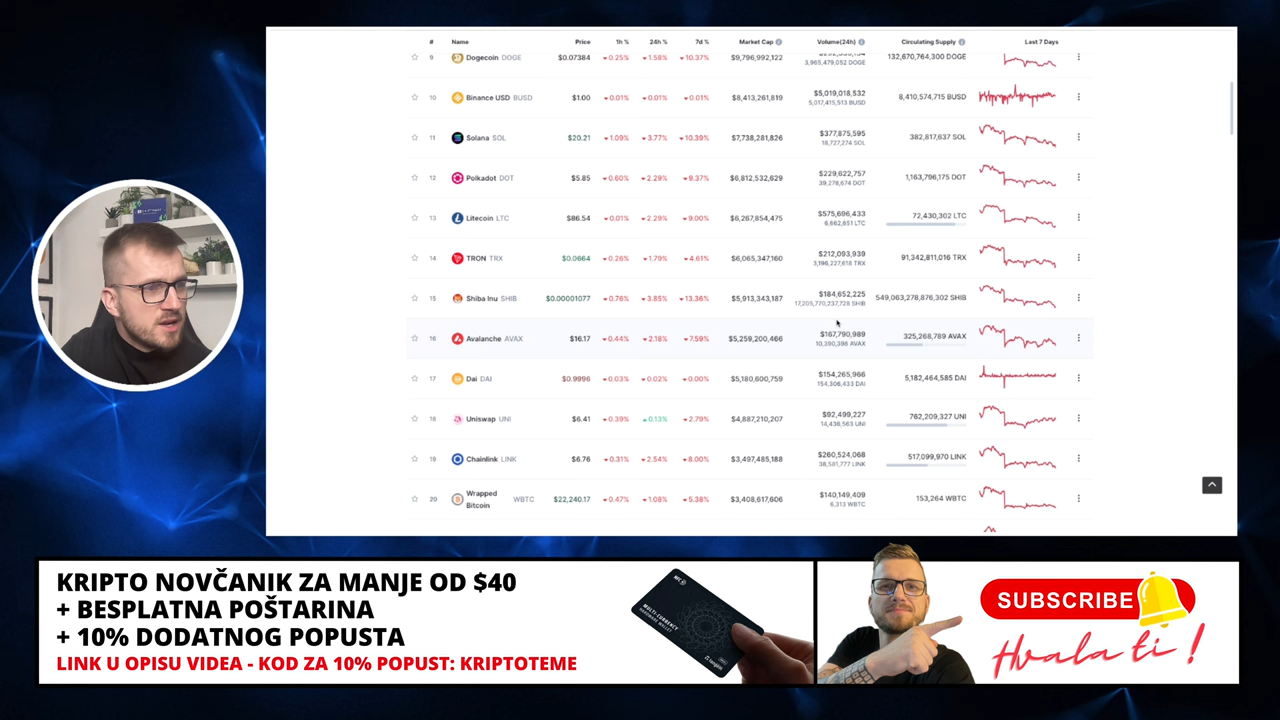 # Name Price 1h % 24h % 7d % Market Cap Volume(24h) Circulating Supply Last 7 Days
9 Dogecoin DOGE $0.07384 0.25% 1.58% 10.37% $9,796,992,122 132,670,764,300 DOGE
3,965,479,052 DOGE
10 Binance USD BUSD $1.00 0.01% 0.01% 0.01% $8,413,261,819 $5,019,018,532 8,410,574,715 BUSD
5,017,415,513 BUSD
11 Solana SOL $20.21 1.09% 3.77% 10.39% $7,738,281,826 $377,875,595 382,817,637 SOL
18,727,274 SOL
12 Polkadot DOT $5.85 0.60% 2.29% 9.37% $6,812,532,629 $229,622,757 1,163,796,175 DOT
39,278,674 DOT
13 Litecoin LTC $86.54 0.01% 2.29% 9.00% $6,267,854,475 $575,696,433 72,430,302 LTC
6,662,651 LTC
14 TRON TRX $0.0664 0.26% 1.79% 4.61% $6,065,347,160 $212,093,939 91,342,811,016 TRX
3,196,227,618 TRX
15 Shiba Inu SHIB $0.00001077 0.76% 3.85% 13.36% $5,913,343,187 $184,652,225 549,063,278,876,302 SHIB
17,205,770,237,728 SHIB
16 Avalanche AVAX $16.17 0.44% 2.18% 7.59% $5,259,200,466 $167,790,989 325,268,789 AVAX
10,390,396 AVAX
17 Dai DAI $0.9996 0.03% 0.02% 0.00% $5,180,600,759 $154,265,966 5,182,464,585 DAI
154,306,433 DAI
18 Uniswap UNI $6.41 0.39% 0.13% 2.79% $4,887,210,207 $92,499,227 762,209,327 UNI
14,436,563 UNI
19 Chainlink LINK $6.76 0.31% 2.54% 8.00% $3,497,485,188 $260,524,068 517,099,970 LINK
38,581,777 LINK
20 Wrapped Bitcoin WBTC $22,240.17 0.47% 1.08% 5.38% $3,408,617,606 $140,149,409 153,264 WBTC
6,313 WBTC
KRIPTO NOVČANIK ZA MANJE OD $40
+ BESPLATNA POŠTARINA
+ 10% DODATNOG POPUSTA
LINK U OPISU VIDEA - KOD ZA 10% POPUST: KRIPTOTEME
MULTI-CURRENCY
HARDWARE WALLET
tangem
SUBSCRIBE
Hvala ti !